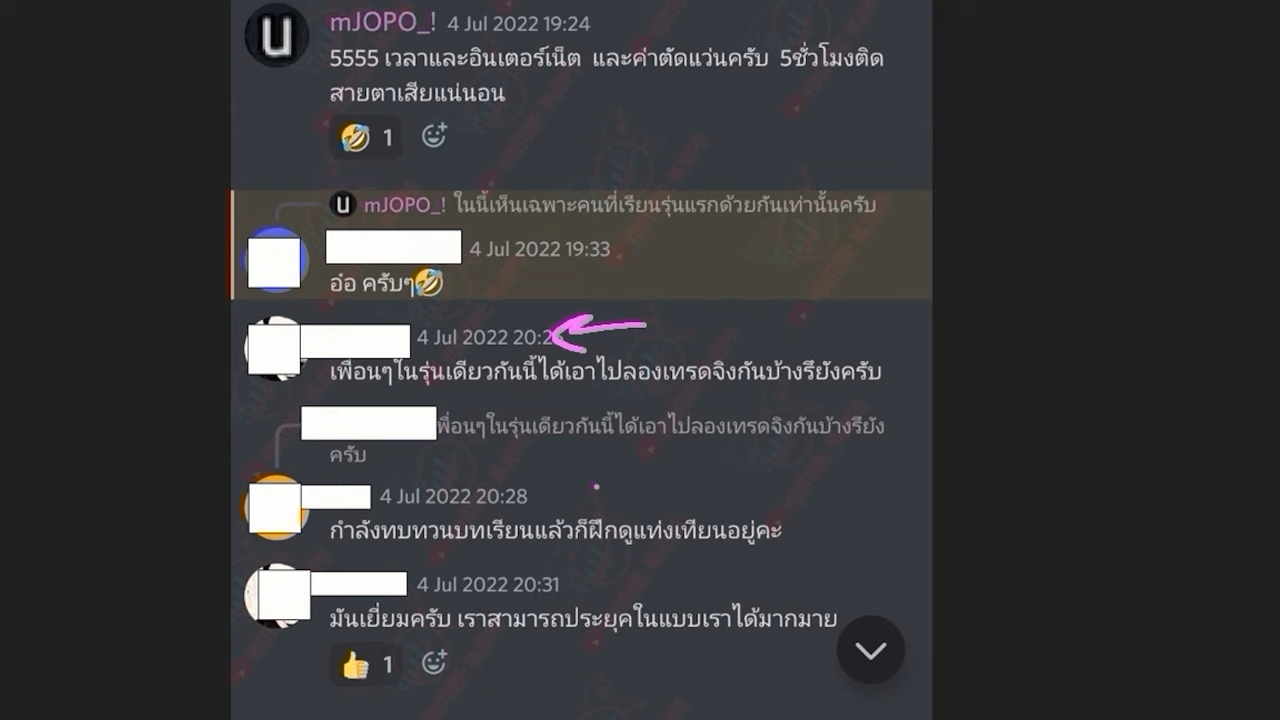 mJOPO_! 4 Jul 2022 19:24
5555 เวลาและอินเตอร์เน็ต และค่าตัดแว่นครับ 5ชั่วโมงติด
สายตาเสียแน่นอน
🤣 1
U mJOPO_! ในนี้เห็นเฉพาะคนที่เรียนรุ่นแรกด้วยกันเท่านั้นครับ
4 Jul 2022 19:33
อ๋อ ครับๆ🤣
4 Jul 2022
เพื่อนๆในรุ่นเดียวกันนี้ได้เอาไปลองเทรดจิงกันบ้างรึยังครับ
พื่อนๆในรุ่นเดียวกันนี้ได้เอาไปลองเทรดจิงกันบ้างรึยัง
ครับ
4 Jul 2022 20:28
กำลังทบทวนบทเรียนแล้วก็ฝึกดูแท่งเทียนอยู่คะ
4 Jul 2022 20:31
มันเยี่ยมครับ เราสามารถประยุคในแบบเราได้มากมาย
👍 1